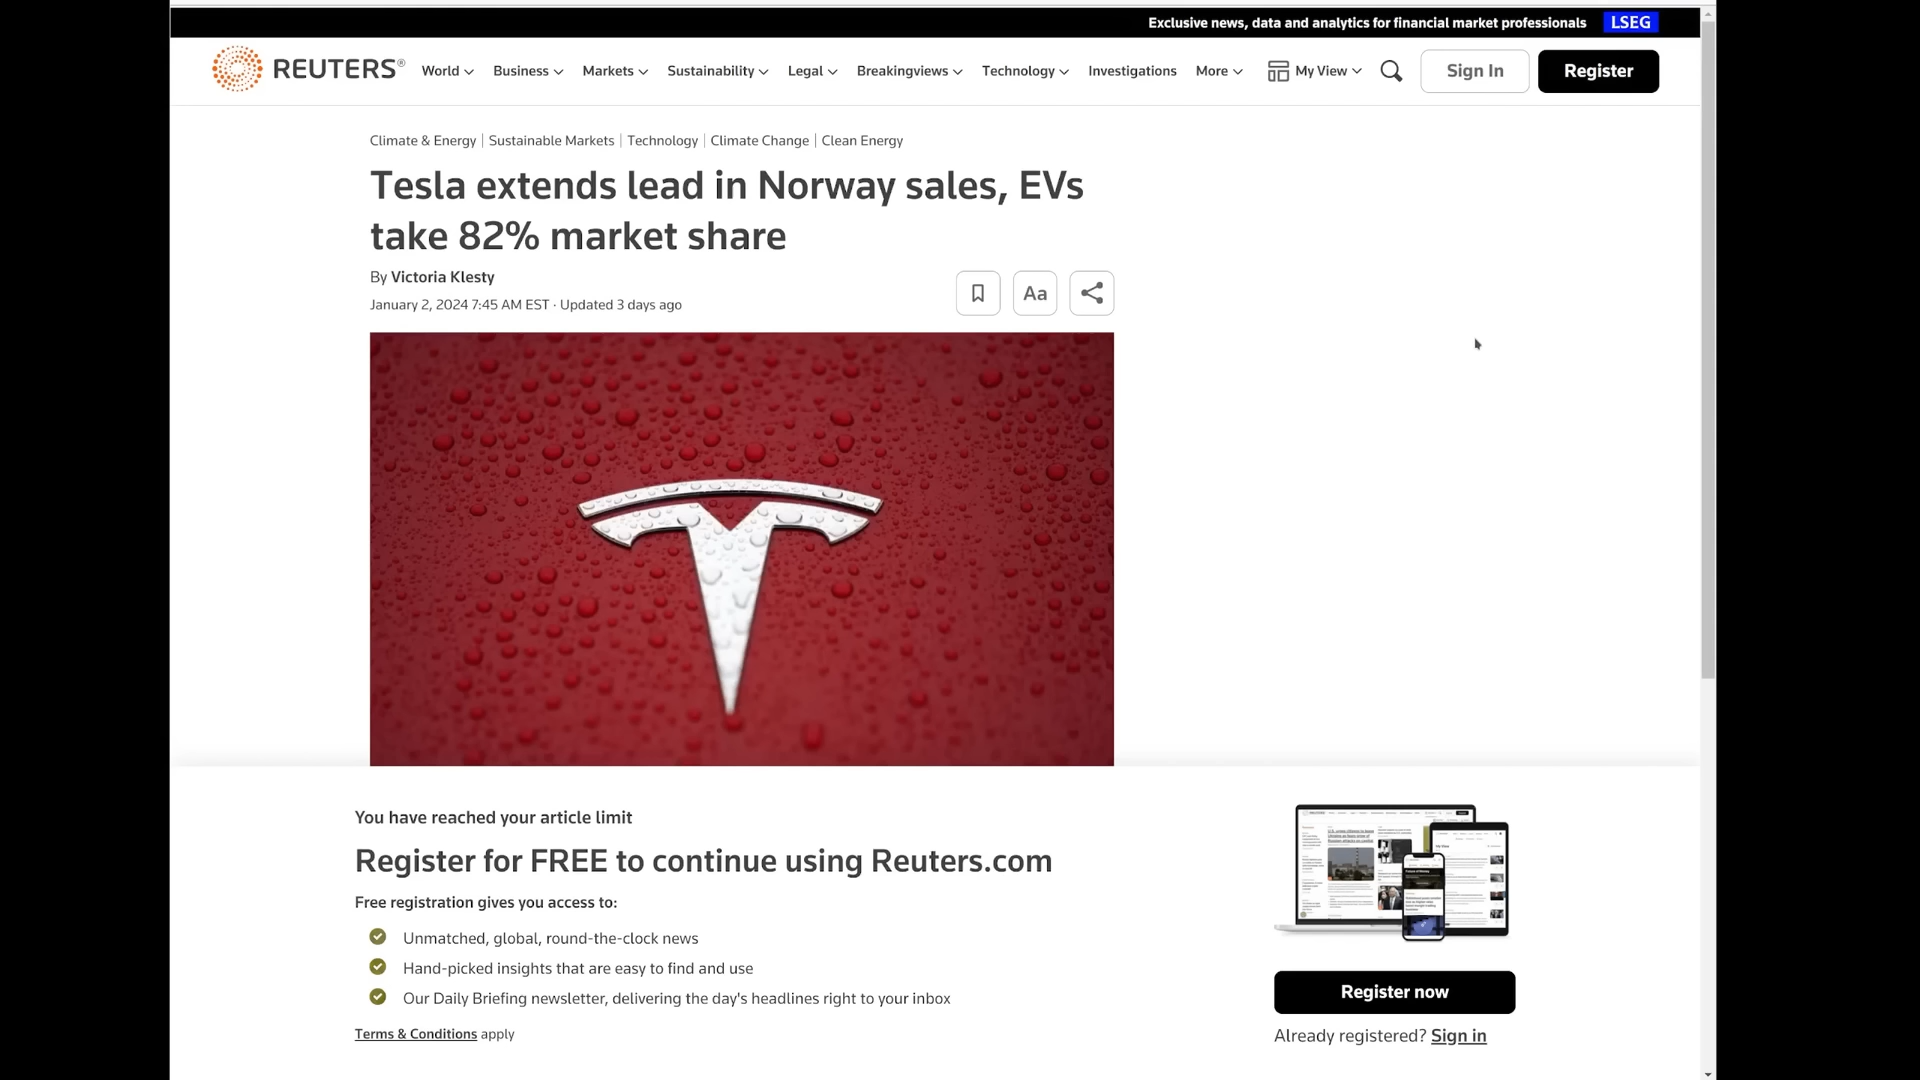 Exclusive news, data and analytics for financial market professionals LSEG
REUTERS® World Business Markets Sustainability Legal Breakingviews Technology Investigations More My View Sign In Register
Climate & Energy | Sustainable Markets | Technology | Climate Change | Clean Energy
Tesla extends lead in Norway sales, EVs
take 82% market share
By Victoria Klesty
January 2, 2024 7:45 AM EST · Updated 3 days ago
Aa
You have reached your article limit
Register for FREE to continue using Reuters.com
Free registration gives you access to:
Unmatched, global, round-the-clock news
Hand-picked insights that are easy to find and use
Our Daily Briefing newsletter, delivering the day's headlines right to your inbox
Terms & Conditions apply
Register now
Already registered? Sign in